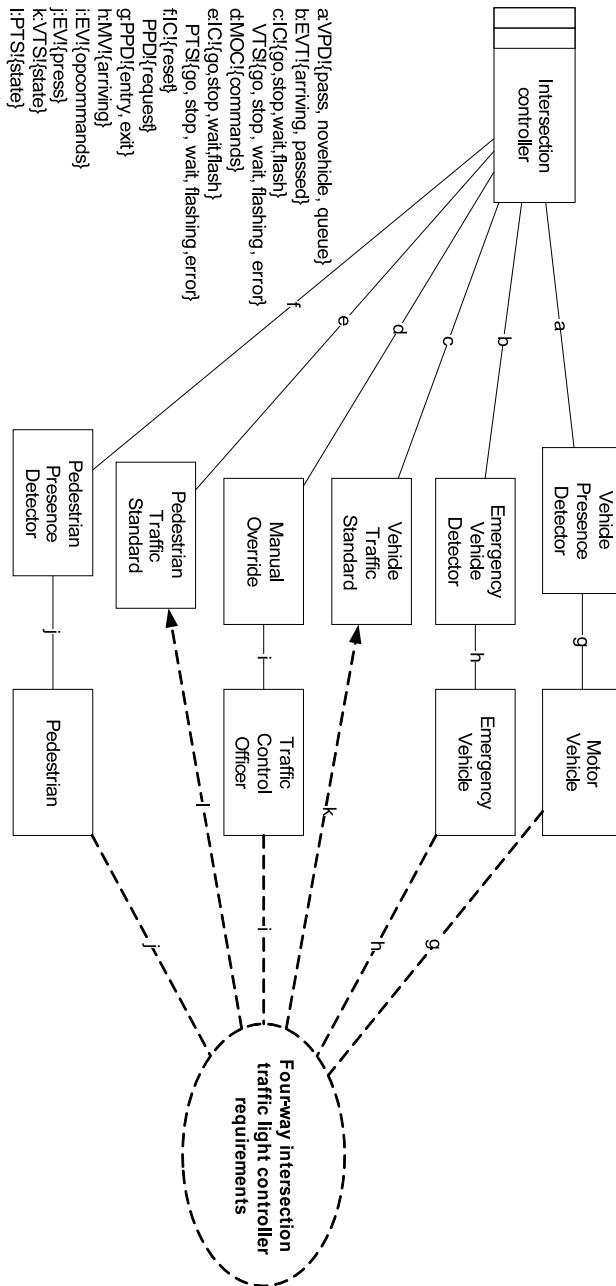 Intersection
controller
a
b
c
d
e
f
Vehicle
Presence
Detector
g
Motor
Vehicle
Emergency
Vehicle
Detector
h
Emergency
Vehicle
Vehicle
Traffic
Standard
Manual
Override
i
Traffic
Control
Officer
Pedestrian
Traffic
Standard
Pedestrian
Presence
Detector
j
Pedestrian
g
h
k
i
l
j
Four-way intersection
traffic light controller
requirements
a:VPD!{pass, novehicle, queue}
b:EVT!{arriving, passed}
c:IC!{go,stop,wait,flash}
VTS!{go, stop , wait, flashing , error}
d:MOC!{commands}
e:IC!{go,stop,wait,flash}
PTS!{go, stop , wait, flashing ,error}
f:IC!{reset}
PPD!{request}
g:PPD!{entry, exit}
h:MV!{arriving}
i:EV!{opcommands}
j:EV!{press}
k:VTS!{state}
l:PTS!{state}